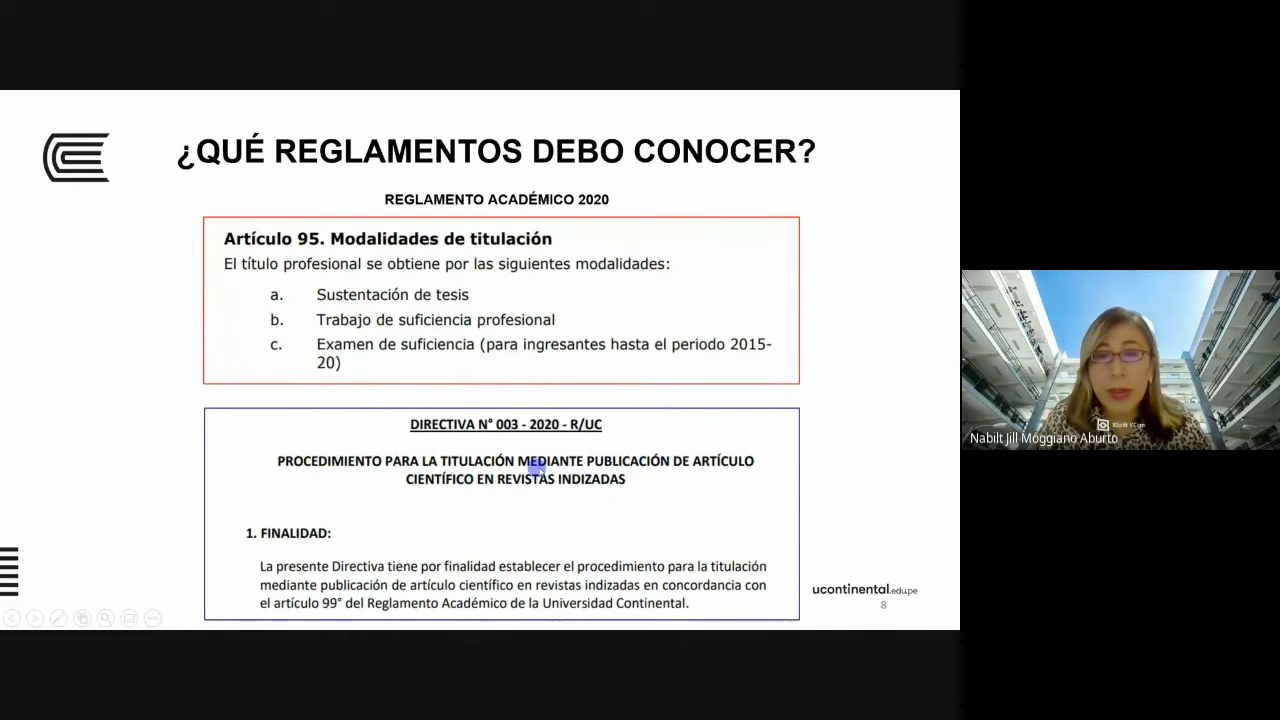 ¿QUÉ REGLAMENTOS DEBO CONOCER?
REGLAMENTO ACADÉMICO 2020
Artículo 95. Modalidades de titulación
El título profesional se obtiene por las siguientes modalidades:
a. Sustentación de tesis
b. Trabajo de suficiencia profesional
c. Examen de suficiencia (para ingresantes hasta el periodo 2015-
20)
DIRECTIVA N° 003 - 2020 - R/UC
PROCEDIMIENTO PARA LA TITULACIÓN MEDIANTE PUBLICACIÓN DE ARTÍCULO
CIENTÍFICO EN REVISTAS INDIZADAS
1. FINALIDAD:
La presente Directiva tiene por finalidad establecer el procedimiento para la titulación
mediante publicación de artículo científico en revistas indizadas en concordancia con
el artículo 99° del Reglamento Académico de la Universidad Continental.
ucontinental.edu.pe
8
XSplit VCam
Nabilt Jill Moggiano Aburto